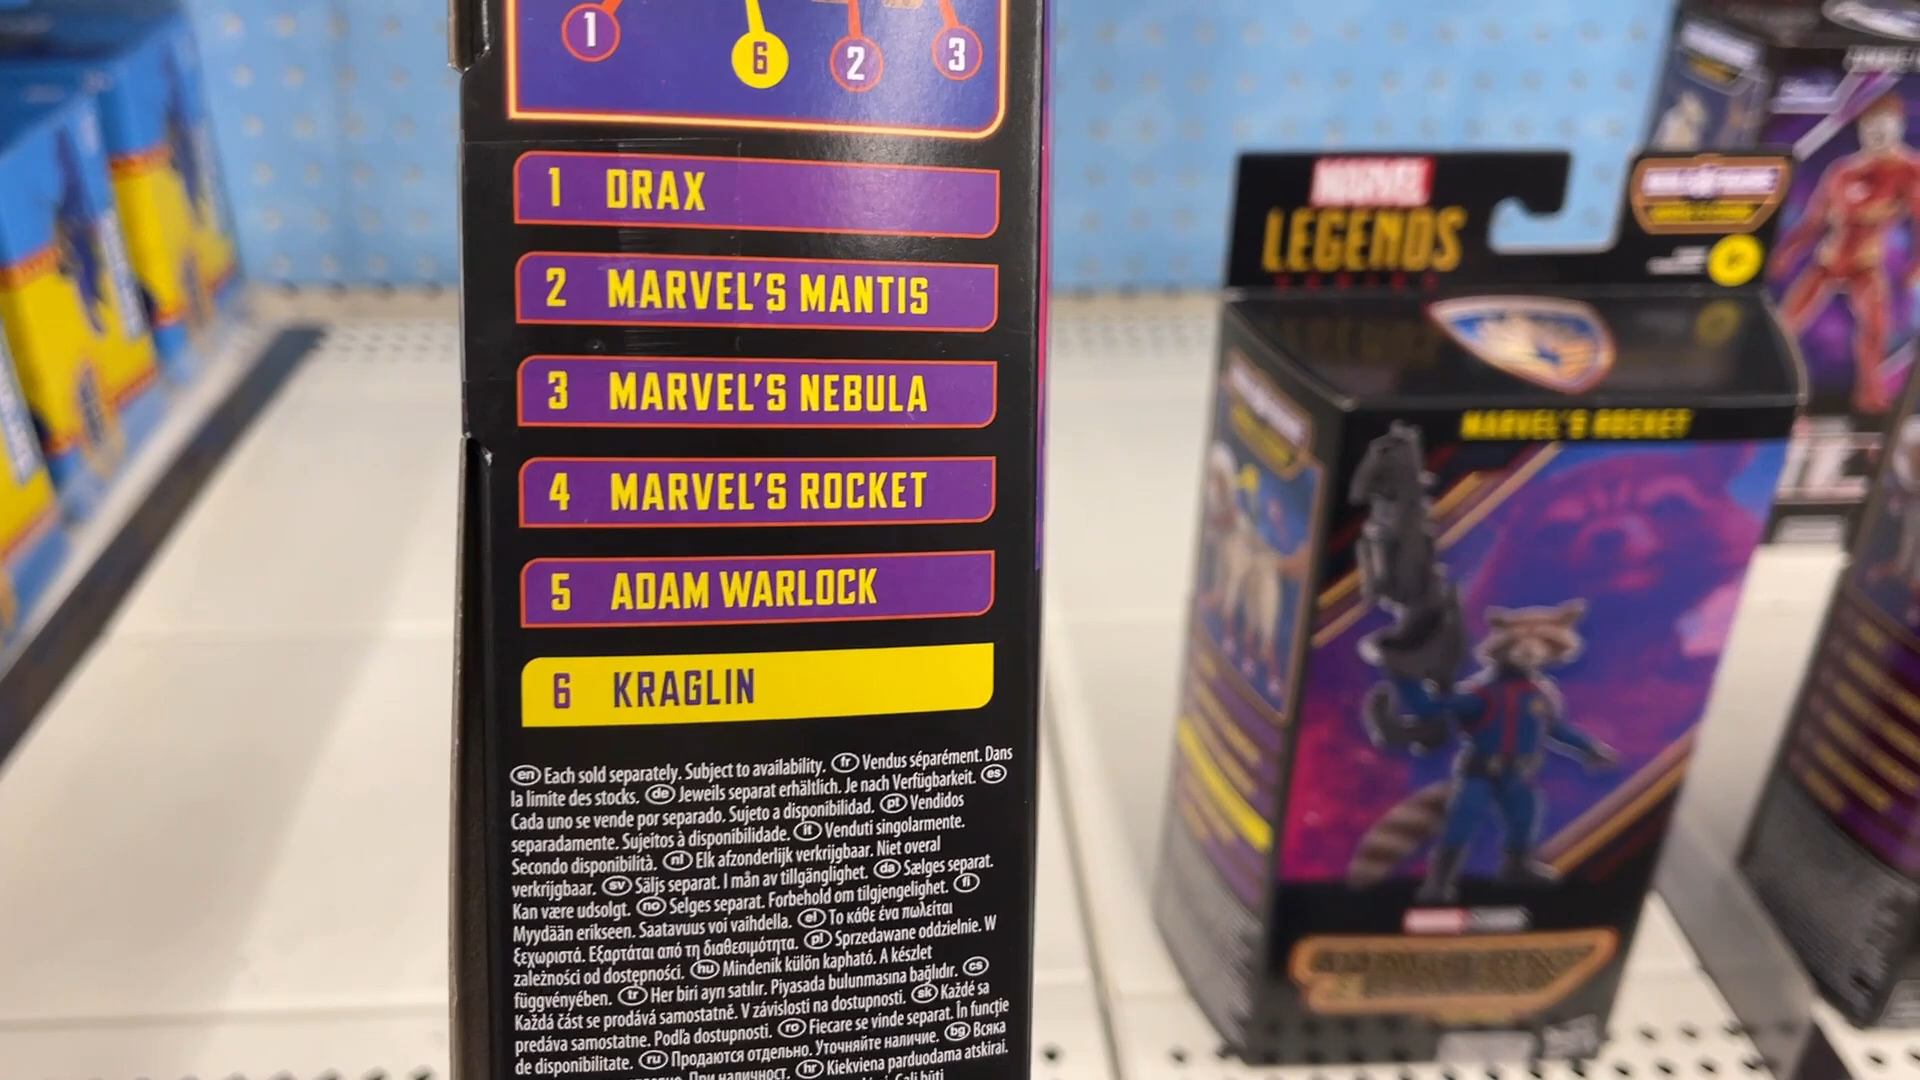 1
6
2
3
1 DRAX
2 MARVEL'S MANTIS
3 MARVEL'S NEBULA
4 MARVEL'S ROCKET
5 ADAM WARLOCK
6 KRAGLIN
en Each sold separately. Subject to availability. fr Vendus séparément. Dans
la limite des stocks. de Jeweils separat erhältlich. Je nach Verfügbarkeit. es
Cada uno se vende por separado. Sujeto a disponibilidad. pt Vendidos
separadamente. Sujeitos à disponibilidade. it Venduti singolarmente.
Secondo disponibilità. nl Elk afzonderlijk verkrijgbaar. Niet overal
verkrijgbaar. sv Säljs separat. I mån av tillgänglighet. da Sælges separat.
Kan være udsolgt. no Selges separat. Forbehold om tilgjengelighet. fi
Myydään erikseen. Saatavuus voi vaihdella. el Το κάθε ένα πωλείται
ξεχωριστά. Εξαρτάται από τη διαθεσιμότητα. pl Sprzedawane oddzielnie. W
zależności od dostępności. hu Mindenik külön kapható. A készlet
függvényében. tr Her biri ayrı satılır. Piyasada bulunmasına bağlıdır. cs
Každá část se prodává samostatně. V závislosti na dostupnosti. sk Každé sa
predáva samostatne. Podľa dostupnosti. ro Fiecare se vinde separat. În funcție
de disponibilitate. ru Продаются отдельно. Уточняйте наличие. bg Всяка
При наличност. hr Kiekviena parduodama atskirai.
MARVEL
LEGENDS
SERIES
MARVEL'S ROCKET